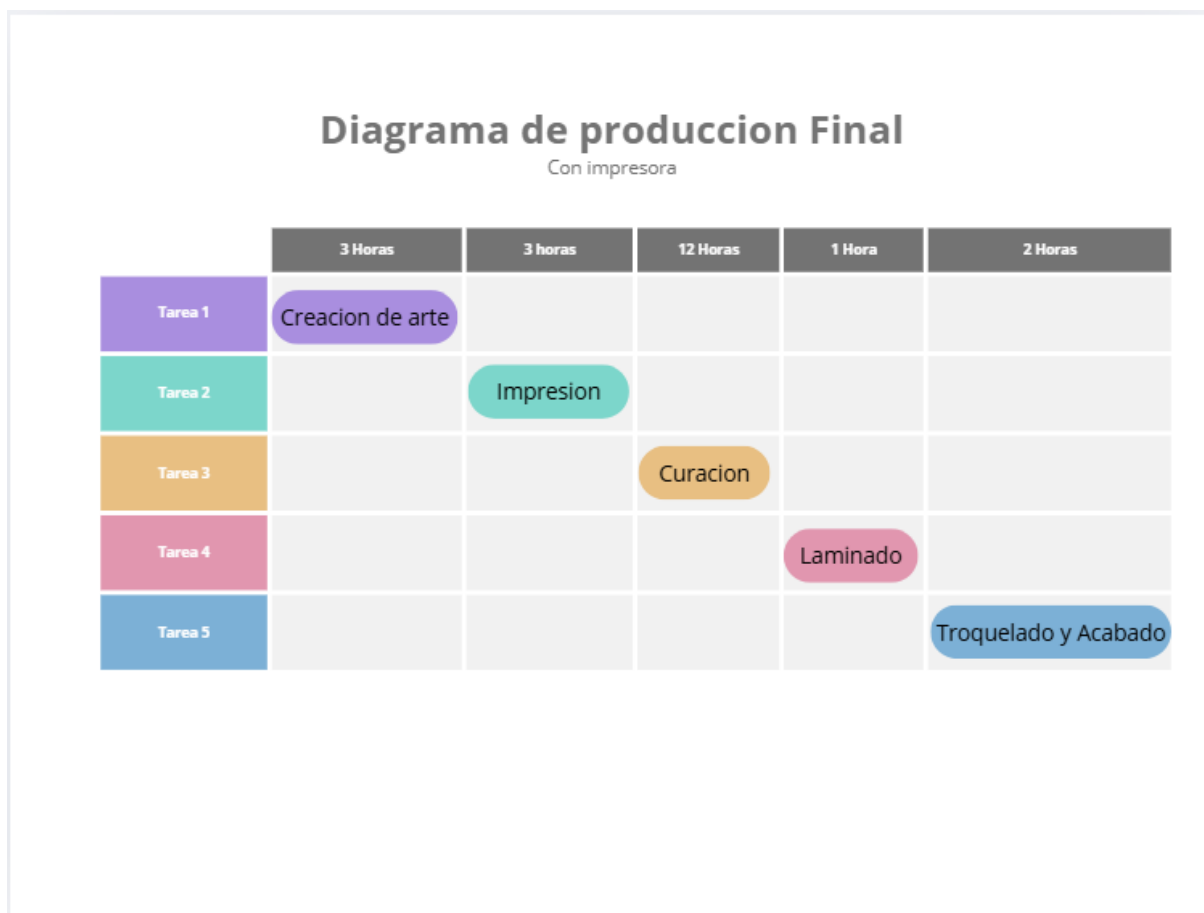 Diagrama de produccion Final
Con impresora
3 Horas 3 horas 12 Horas 1 Hora 2 Horas
Tarea 1 Creacion de arte
Tarea 2 Impresion
Tarea 3 Curacion
Tarea 4 Laminado
Tarea 5 Troquelado y Acabado